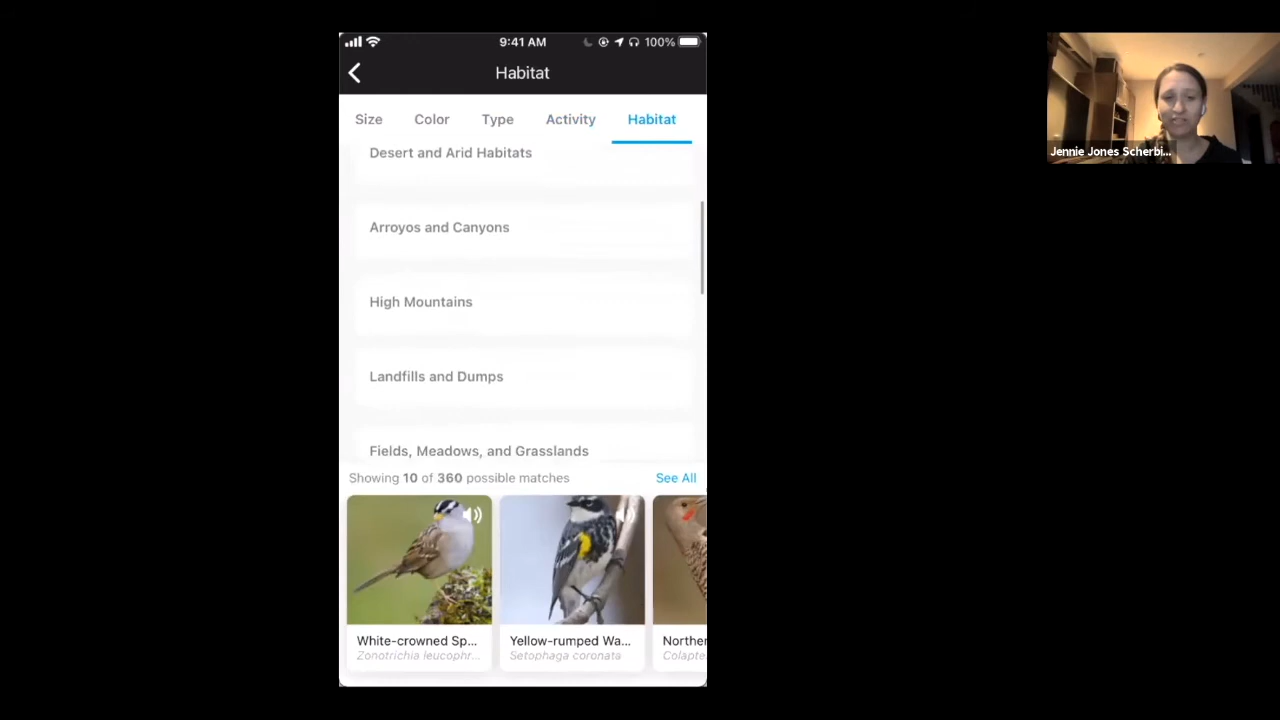 9:41 AM
100%
Habitat
Size Color Type Activity Habitat
Desert and Arid Habitats
Arroyos and Canyons
High Mountains
Landfills and Dumps
Fields, Meadows, and Grasslands
Showing 10 of 360 possible matches See All
White-crowned Sp...
Zonotrichia leucophr...
Yellow-rumped Wa...
Setophaga coronata
Norther
Colapte
Jennie Jones Scherbi...